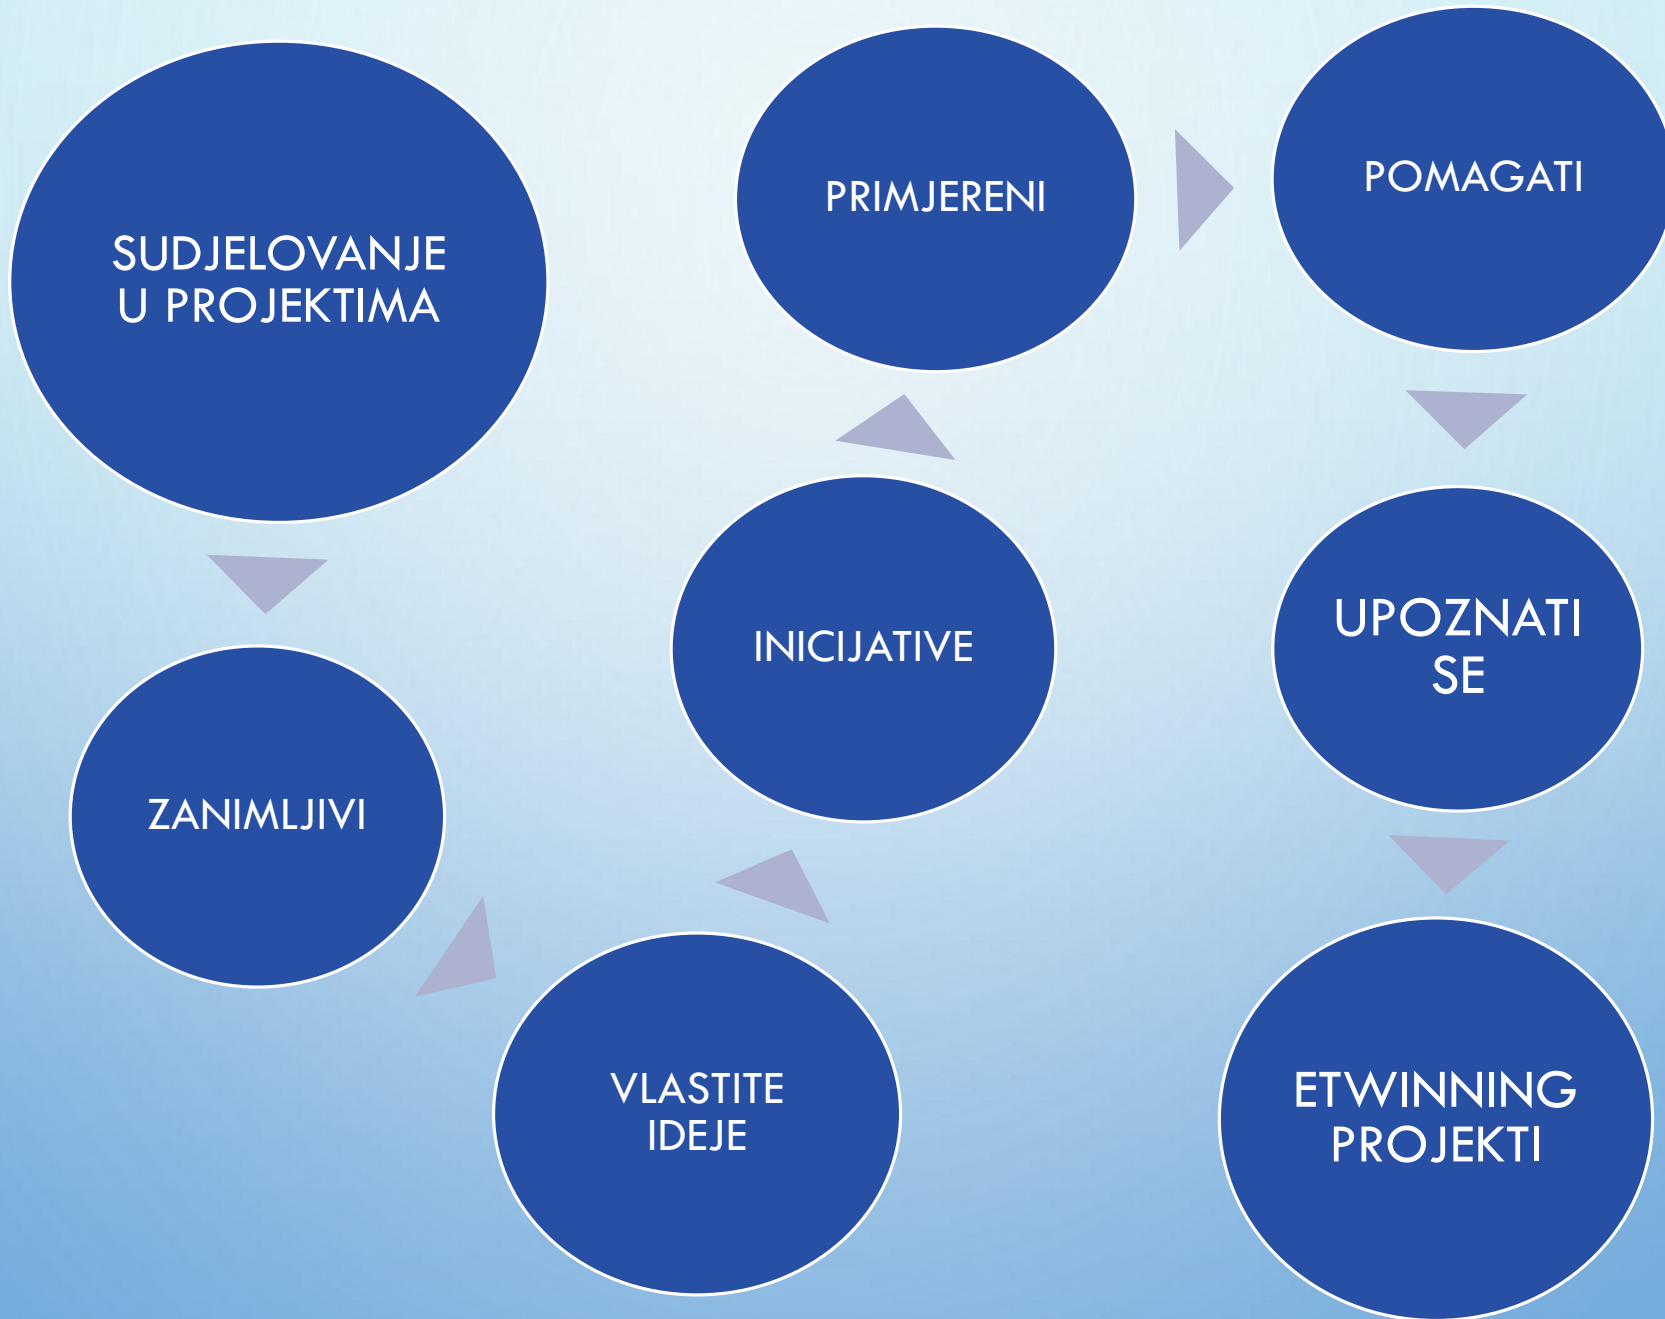 SUDJELOVANJE
U PROJEKTIMA
ZANIMLJIVI
VLASTITE
IDEJE
INICIJATIVE
PRIMJERENI
POMAGATI
UPOZNATI
SE
ETWINNING
PROJEKTI